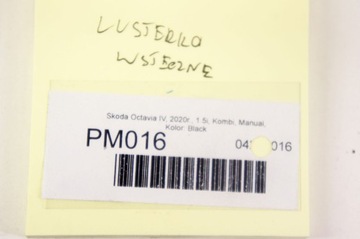 LUSTERKO
WSTECZNE
Skoda Octavia IV, 2020r., 1.5i, Kombi, Manual,
Kolor: Black
PM016
016